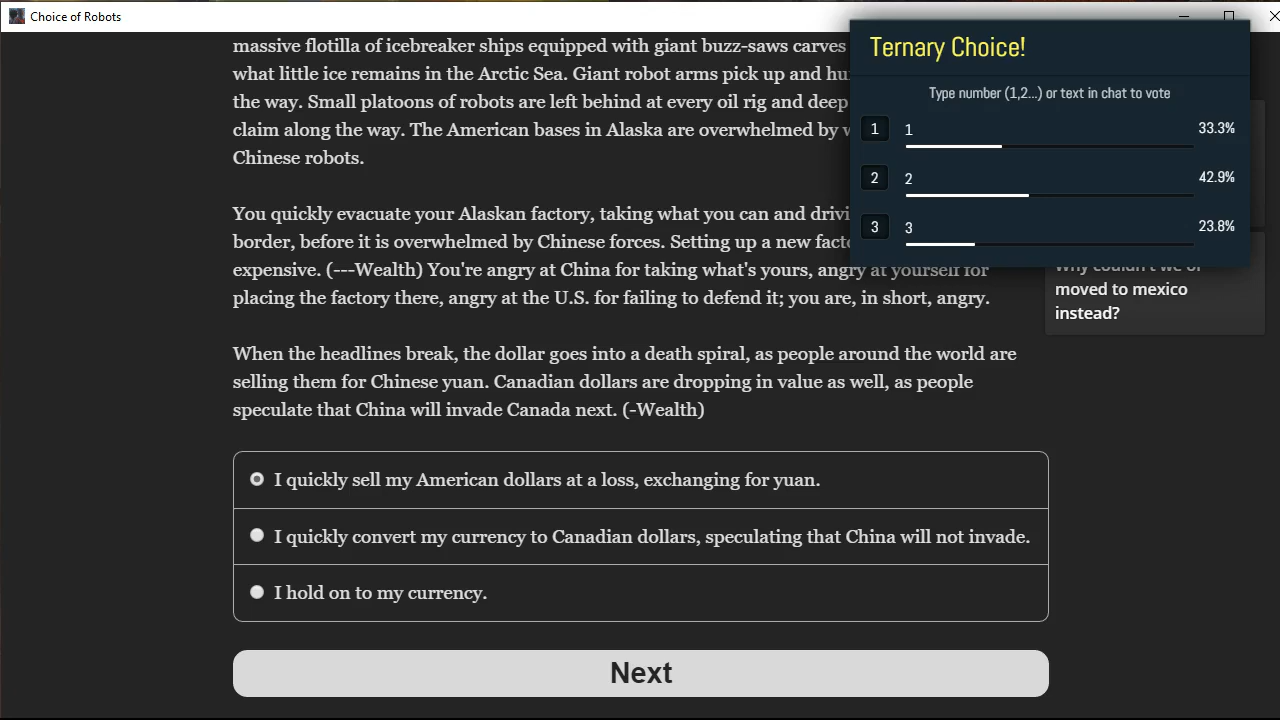 Choice of Robots
massive flotilla of icebreaker ships equipped with giant buzz-saws carves
what little ice remains in the Arctic Sea. Giant robot arms pick up and
the way. Small platoons of robots are left behind at every oil rig and deep
claim along the way. The American bases in Alaska are overwhelmed by
Chinese robots.
You quickly evacuate your Alaskan factory, taking what you can and
border, before it is overwhelmed by Chinese forces. Setting up a new
expensive. (---Wealth) You're angry at China for taking what's yours, angry at yourself for
placing the factory there, angry at the U.S. for failing to defend it; you are, in short, angry.
When the headlines break, the dollar goes into a death spiral, as people around the world are
selling them for Chinese yuan. Canadian dollars are dropping in value as well, as people
speculate that China will invade Canada next. (-Wealth)
I quickly sell my American dollars at a loss, exchanging for yuan.
I quickly convert my currency to Canadian dollars, speculating that China will not invade.
I hold on to my currency.
Next
Ternary Choice!
Type number (1,2...) or text in chat to vote
1 1 33.3%
2 2 42.9%
3 3 23.8%
Why couldn't we of
moved to mexico
instead?